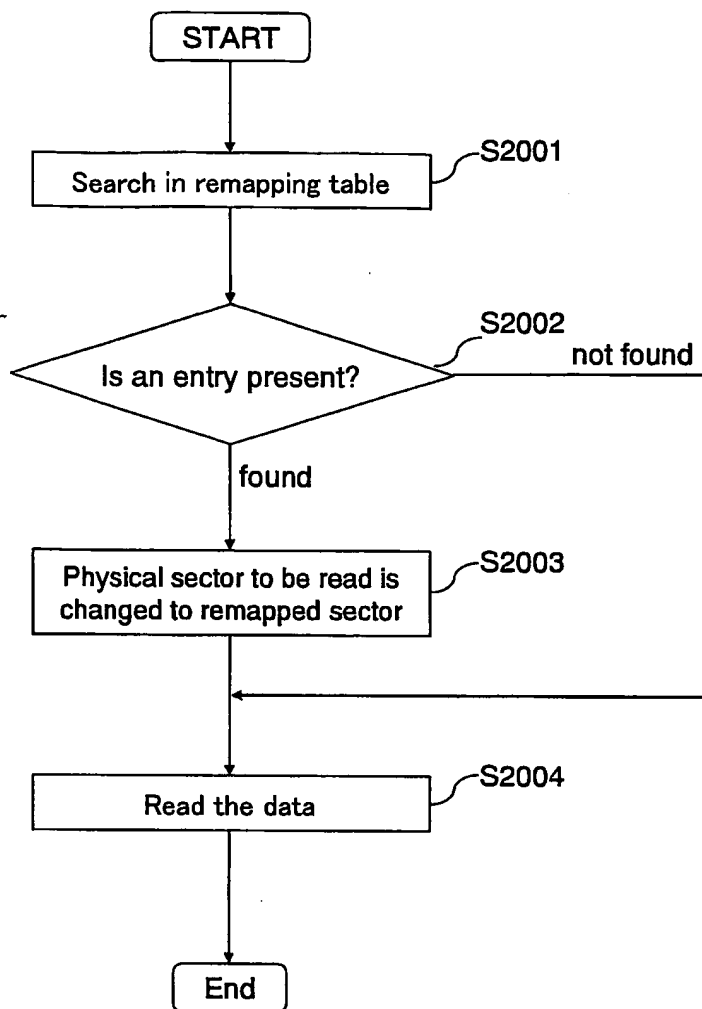 START
S2001
Search in remapping table
S2002
not found
Is an entry present?
found
S2003
Physical sector to be read is
changed to remapped sector
S2004
Read the data
End